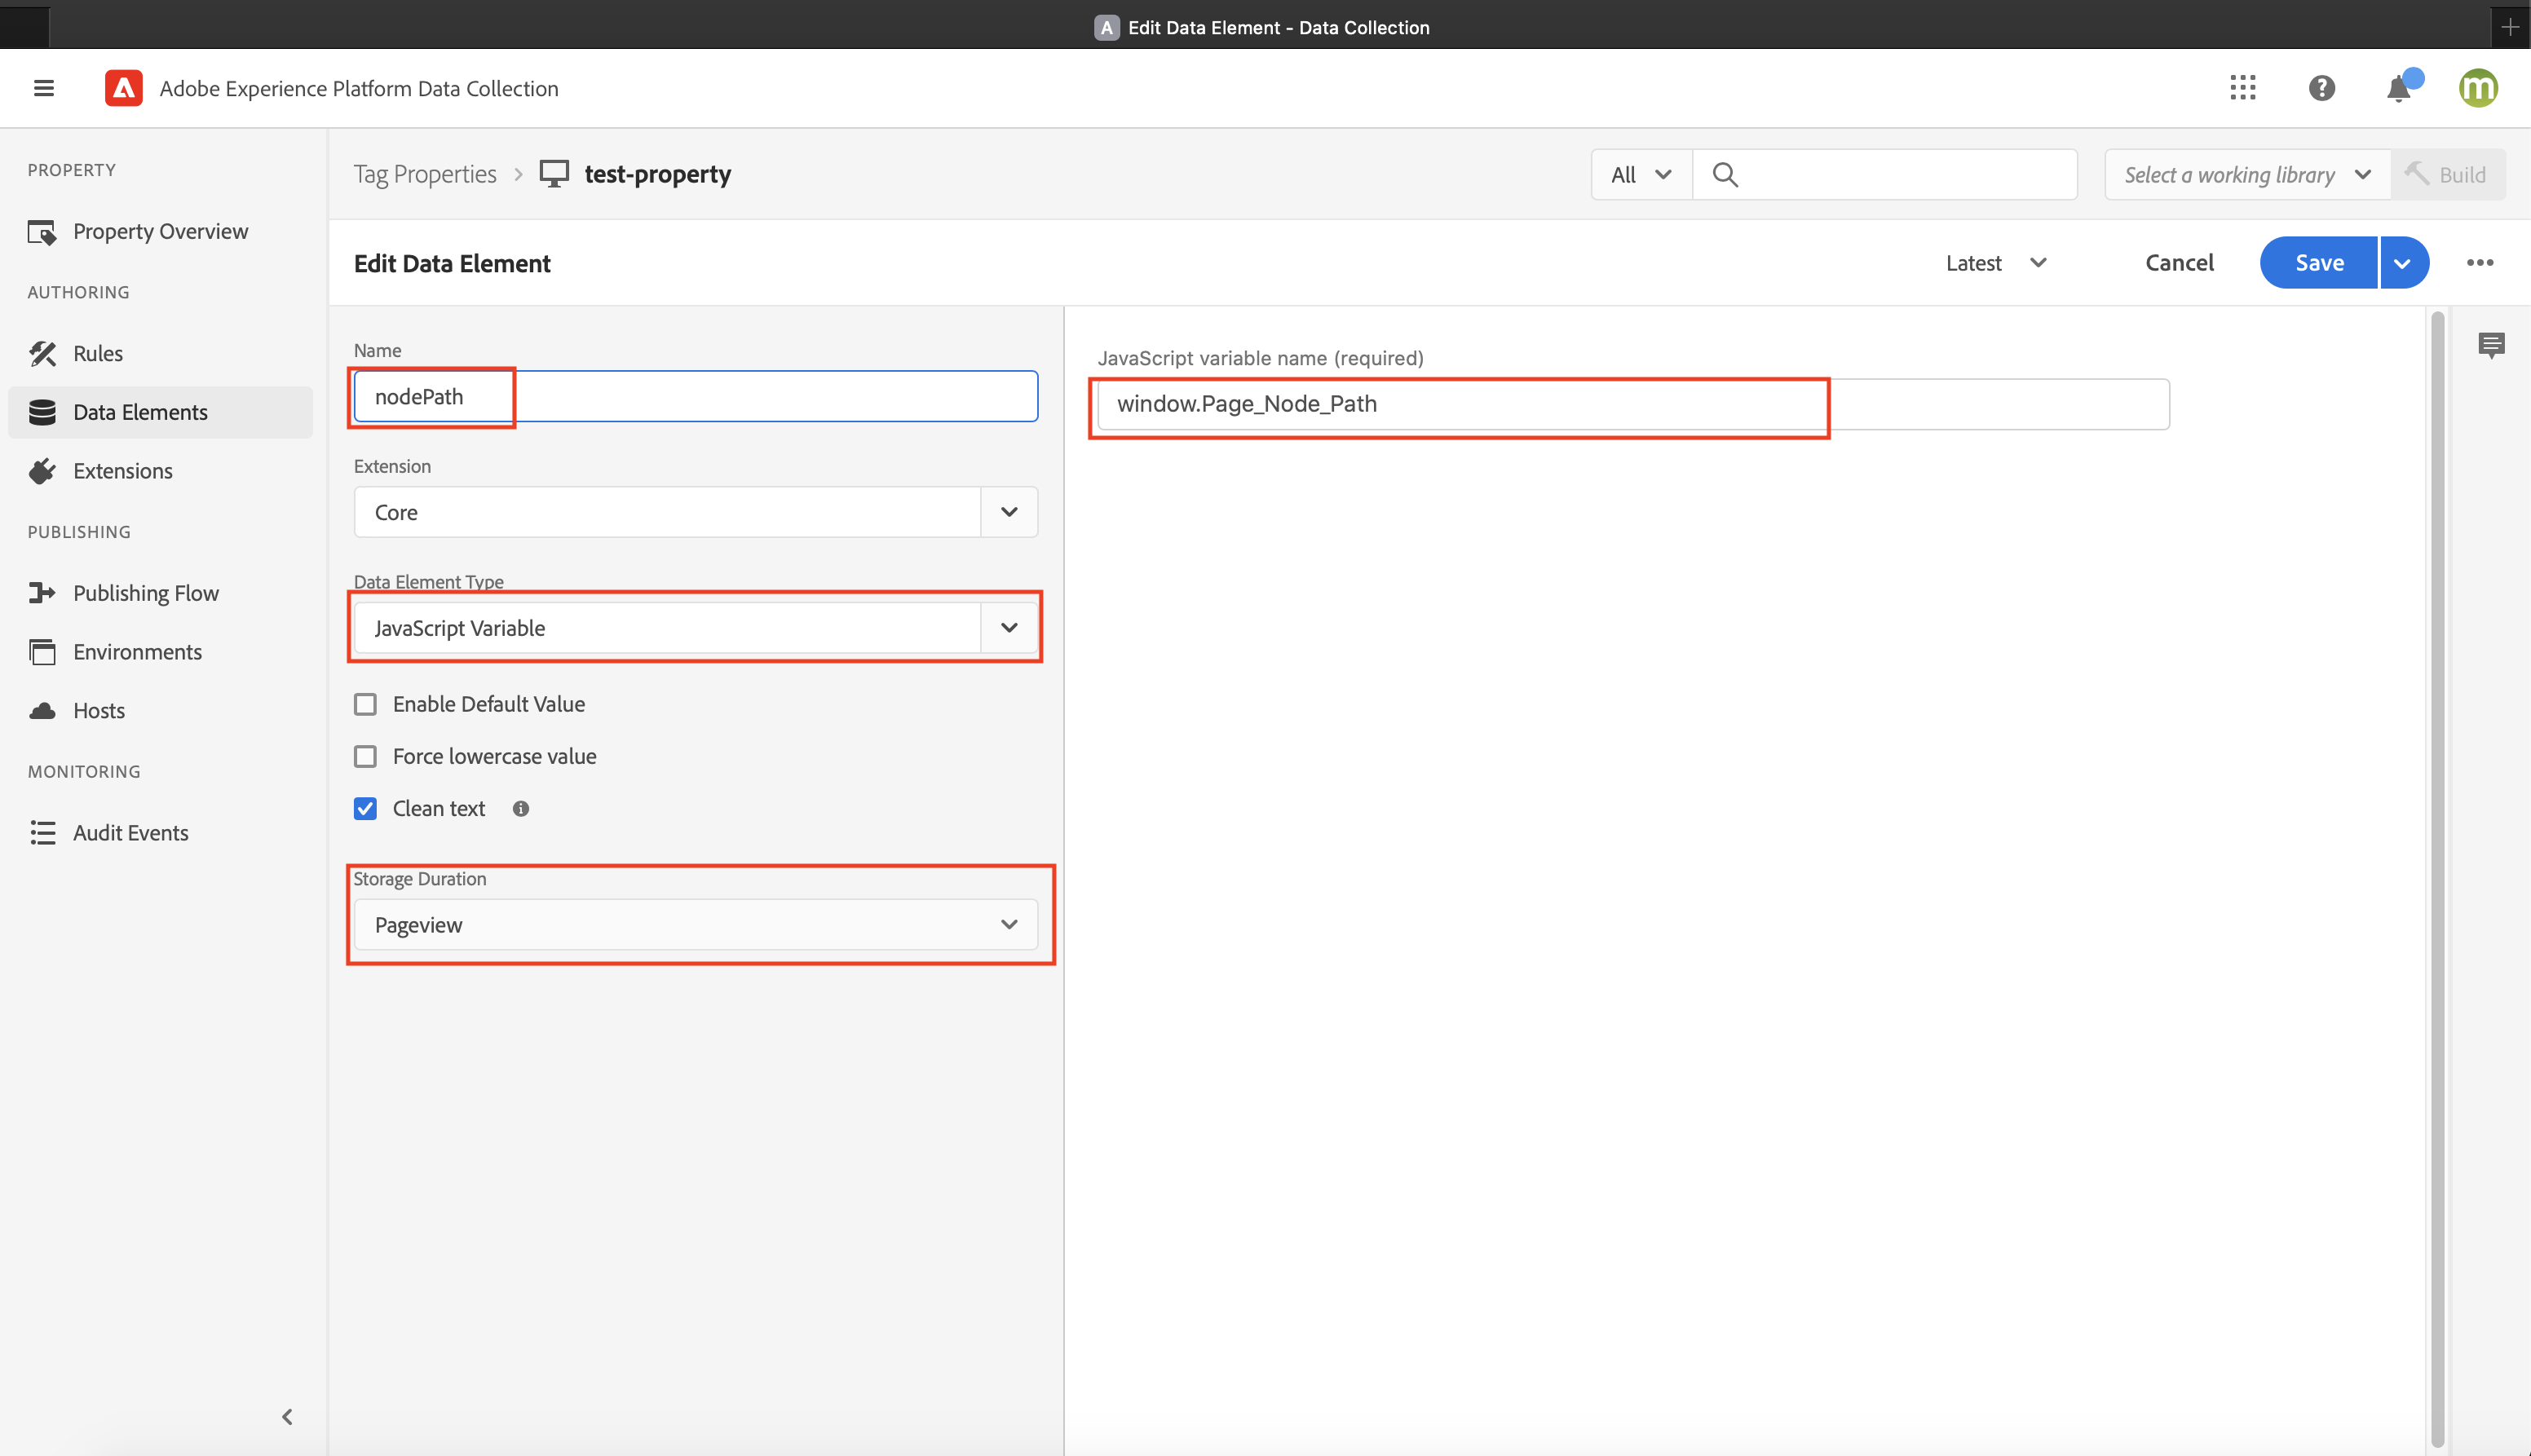 A Edit Data Element - Data Collection
Adobe Experience Platform Data Collection
m
PROPERTY
Property Overview
AUTHORING
Rules
Data Elements
Extensions
PUBLISHING
Publishing Flow
Environments
Hosts
MONITORING
Audit Events
Tag Properties > test-property
All
Select a working library
Build
Edit Data Element
Latest
Cancel
Save
Name
nodePath
Extension
Core
Data Element Type
JavaScript Variable
Enable Default Value
Force lowercase value
Clean text
Storage Duration
Pageview
JavaScript variable name (required)
window.Page_Node_Path